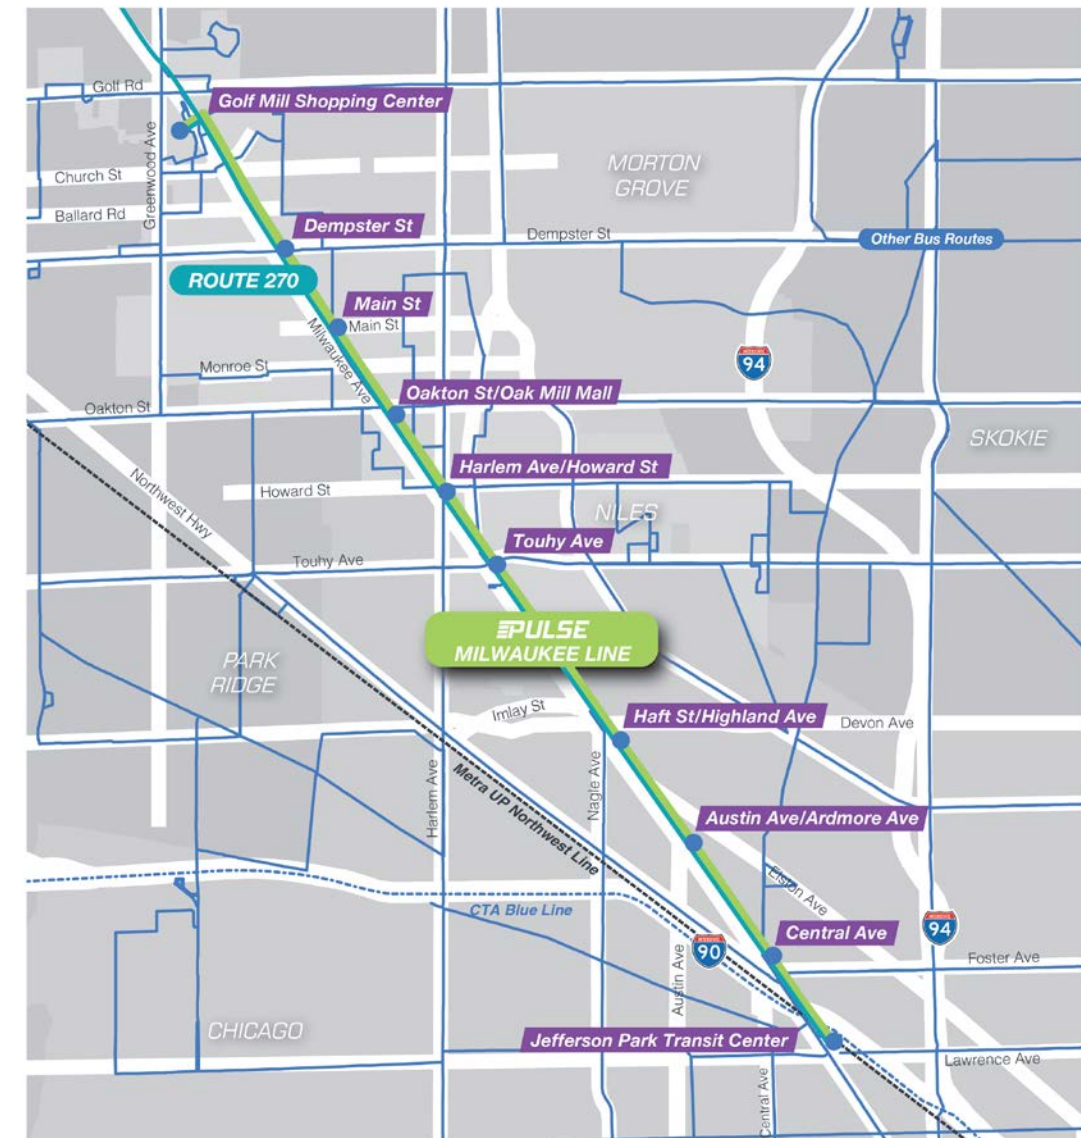 Golf Rd
Golf Mill Shopping Center
Greenwood Ave
Church St
MORTON
GROVE
Ballard Rd
Dempster St
Dempster St
Other Bus Routes
ROUTE 270
Main St
Main St
Milwaukee Ave
Monroe St
INTERSTATE
94
Oakton St/Oak Mill Mall
Oakton St
SKOKIE
Harlem Ave/Howard St
Northwest Hwy
Howard St
NILES
Touhy Ave
Touhy Ave
PULSE
MILWAUKEE LINE
PARK
RIDGE
Imlay St
Haft St/Highland Ave
Devon Ave
Harlem Ave
Nagle Ave
Metra UP Northwest Line
Austin Ave/Ardmore Ave
Elston Ave
CTA Blue Line
Central Ave
INTERSTATE
94
INTERSTATE
90
Foster Ave
Austin Ave
CHICAGO
Jefferson Park Transit Center
Lawrence Ave
Central Ave